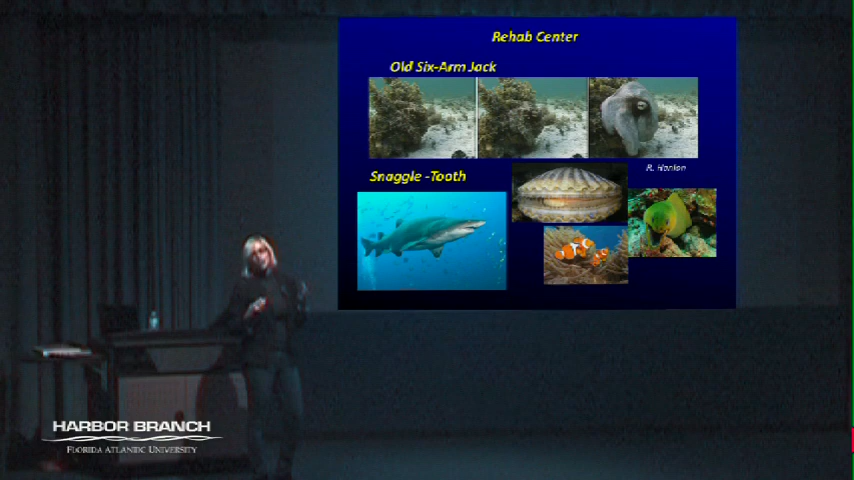 Rehab Center
Old Six-Arm Jack
R. Hanlon
Snaggle -Tooth
HARBOR BRANCH
FLORIDA ATLANTIC UNIVERSITY